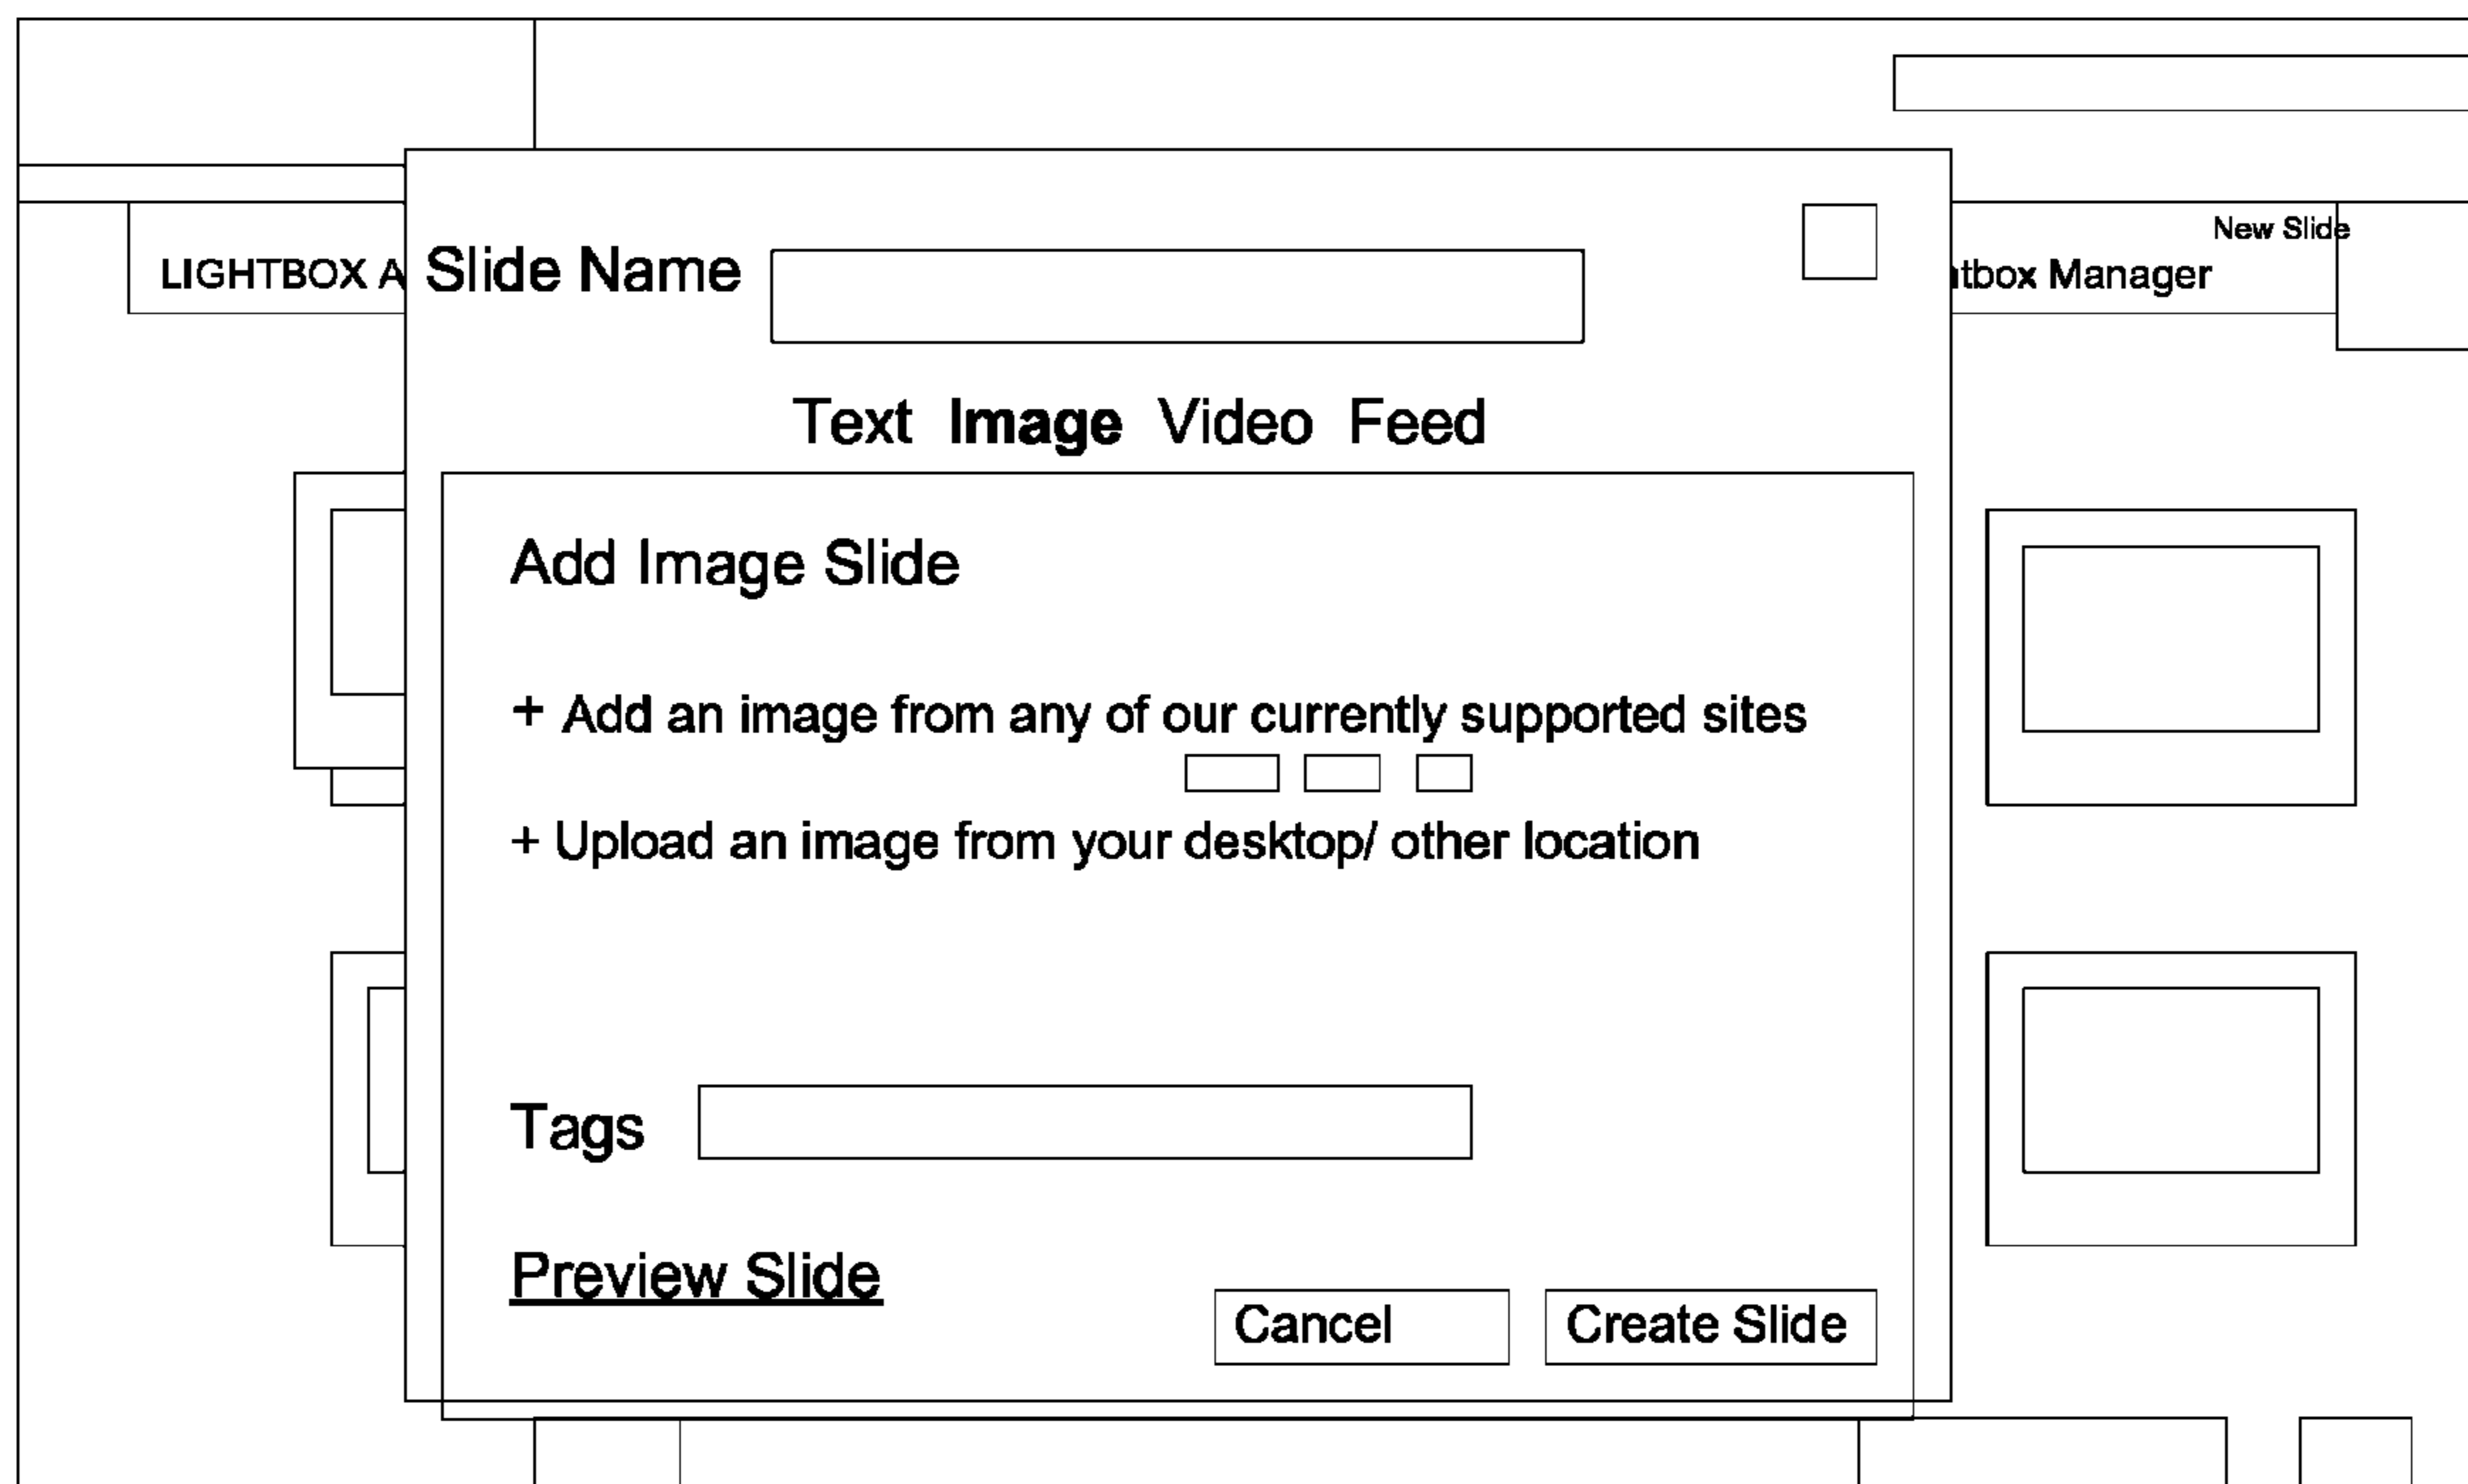 New Slide
LIGHTBOX A
tbox Manager
Slide Name
Text Image Video Feed
Add Image Slide
+ Add an image from any of our currently supported sites
+ Upload an image from your desktop/ other location
Tags
Preview Slide
Cancel
Create Slide